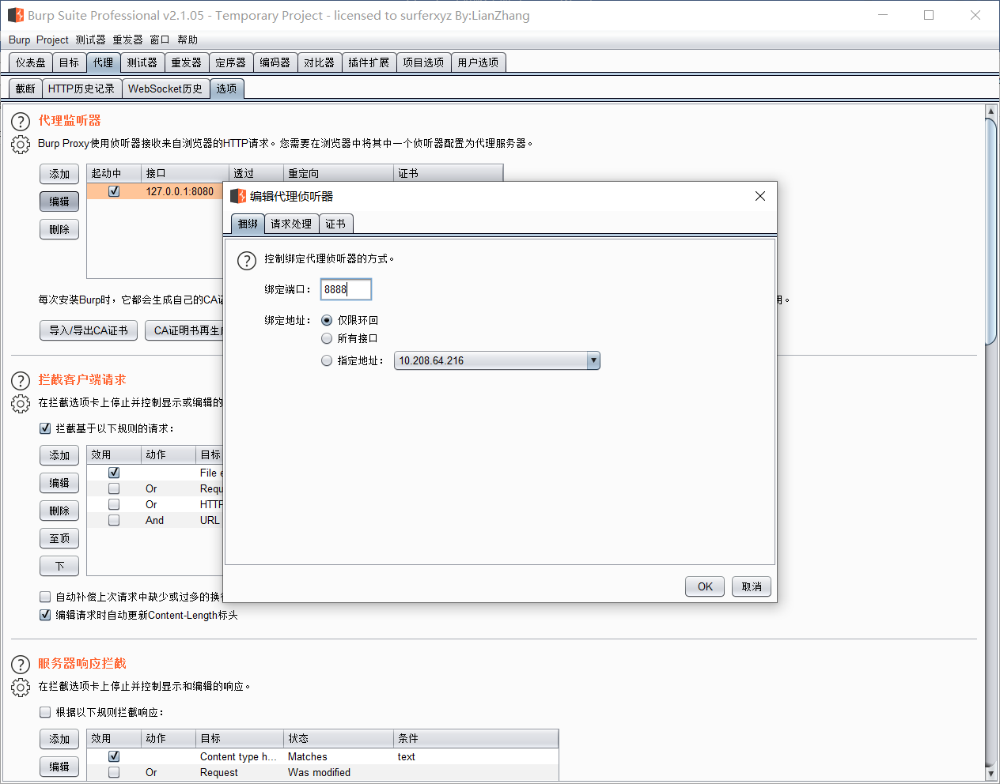 Burp Suite Professional v2.1.05 - Temporary Project - licensed to surferxyz By:LianZhang
Burp Project 测试器 重发器 窗口 帮助
仪表盘 目标 代理 测试器 重发器 定序器 编码器 对比器 插件扩展 项目选项 用户选项
截断 HTTP历史记录 WebSocket历史 选项
代理监听器
Burp Proxy使用侦听器接收来自浏览器的HTTP请求。您需要在浏览器中将其中一个侦听器配置为代理服务器。
添加 起动中 接口 透过 重定向 证书
127.0.0.1:8080
编辑
删除
编辑代理侦听器
捆绑 请求处理 证书
控制绑定代理侦听器的方式。
绑定端口： 8888
绑定地址： 仅限环回
所有接口
指定地址： 10.208.64.216
OK 取消
每次安装Burp时，它都会生成自己的CA证 用。
导入/导出CA证书 CA证明书再生成
拦截客户端请求
在拦截选项卡上停止并控制显示或编辑的
拦截基于以下规则的请求：
添加 效用 动作 目标
File e
编辑 Or Requ
删除 Or HTTP
And URL
至顶
下
自动补偿上次请求中缺少或过多的换行
编辑请求时自动更新Content-Length标头
服务器响应拦截
在拦截选项卡上停止并控制显示和编辑的响应。
根据以下规则拦截响应：
添加 效用 动作 目标 状态 条件
Content type h... Matches text
编辑 Or Request Was modified